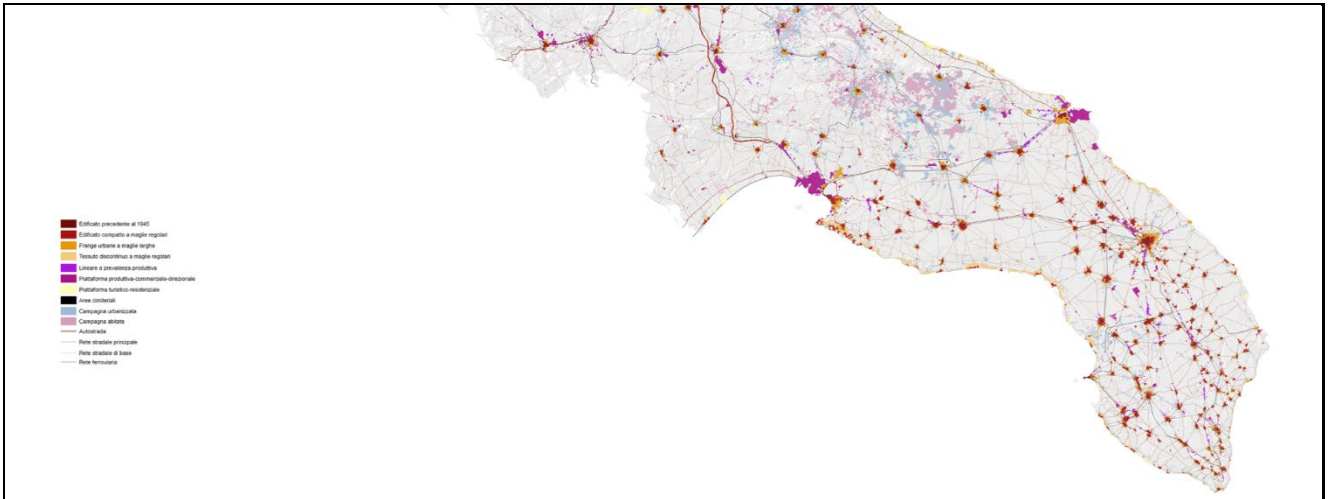 Edificato precedente al 1945
Edificato compatto a maglie regolari
Frange urbane a maglie larghe
Tessuto discontinuo a maglie regolari
Lineare a prevalenza produttiva
Piattaforma produttiva-commerciale-direzionale
Piattaforma turistico-residenziale
Aree cimiteriali
Campagna urbanizzata
Campagna abitata
Autostrada
Rete stradale principale
Rete stradale di base
Rete ferroviaria